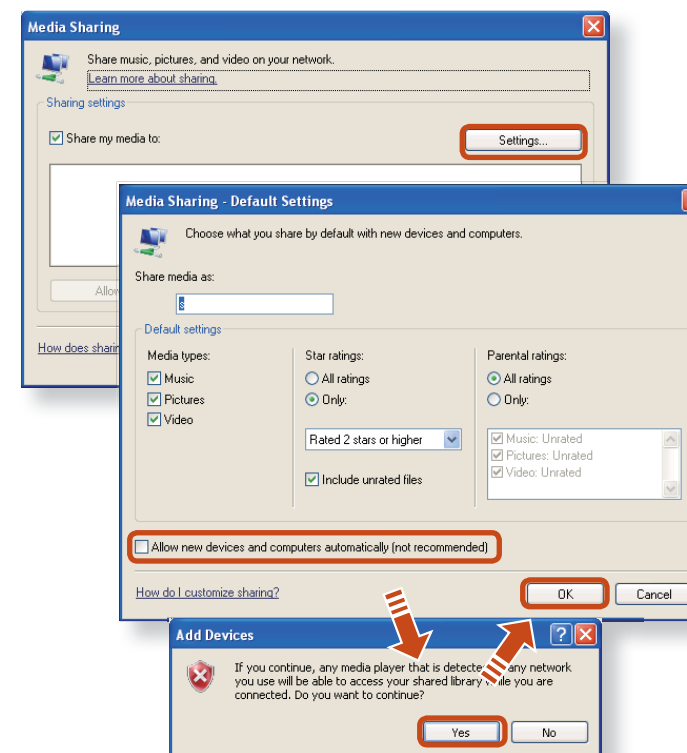 Media Sharing
Share music, pictures, and video on your network.
Learn more about sharing.
Sharing settings
Share my media to:
Settings...
Allow
How does sharin
Media Sharing - Default Settings
Choose what you share by default with new devices and computers.
Share media as:
s
Default settings
Media types:
Music
Pictures
Video
Star ratings:
All ratings
Only:
Rated 2 stars or higher
Include unrated files
Parental ratings:
All ratings
Only:
Music: Unrated
Pictures: Unrated
Video: Unrated
Allow new devices and computers automatically (not recommended)
How do I customize sharing?
OK
Cancel
Add Devices
If you continue, any media player that is detecte any network
you use will be able to access your shared library while you are
connected. Do you want to continue?
Yes
No